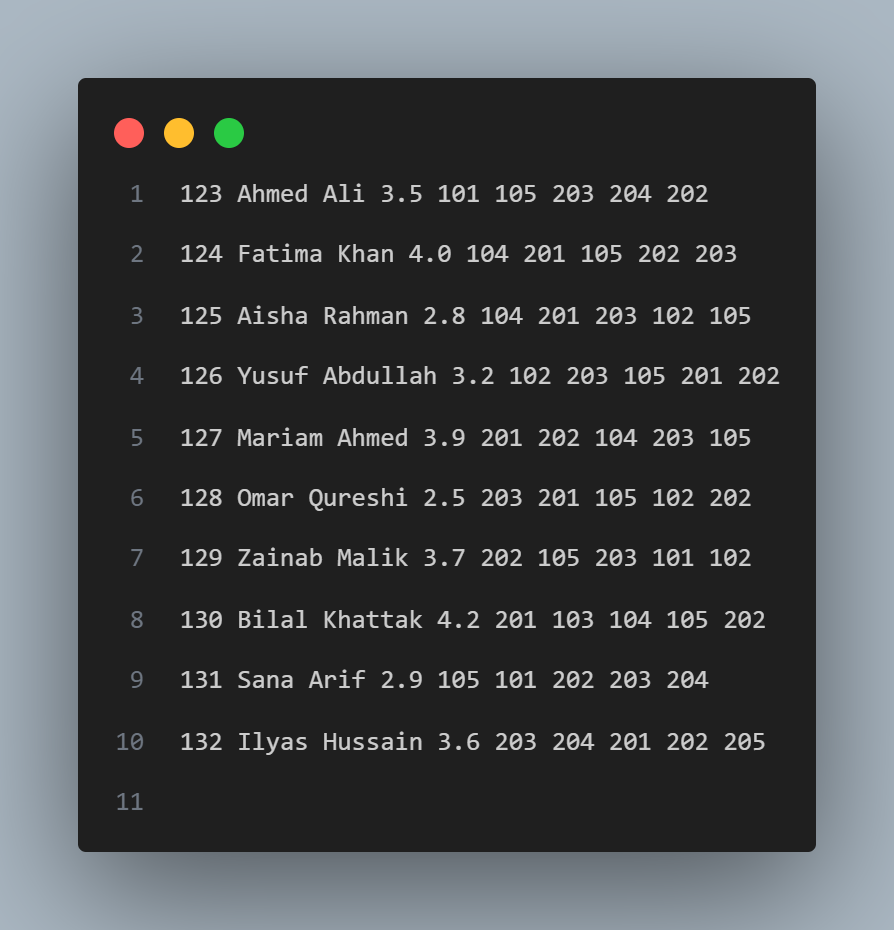 1 123 Ahmed Ali 3.5 101 105 203 204 202
2 124 Fatima Khan 4.0 104 201 105 202 203
3 125 Aisha Rahman 2.8 104 201 203 102 105
4 126 Yusuf Abdullah 3.2 102 203 105 201 202
5 127 Mariam Ahmed 3.9 201 202 104 203 105
6 128 Omar Qureshi 2.5 203 201 105 102 202
7 129 Zainab Malik 3.7 202 105 203 101 102
8 130 Bilal Khattak 4.2 201 103 104 105 202
9 131 Sana Arif 2.9 105 101 202 203 204
10 132 Ilyas Hussain 3.6 203 204 201 202 205
11